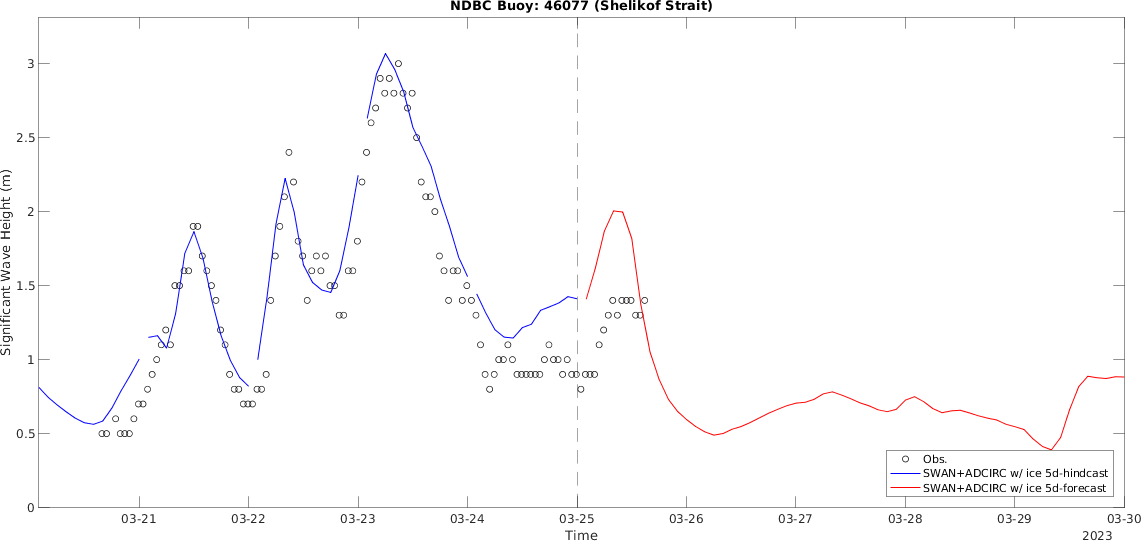 NDBC Buoy: 46077 (Shelikof Strait)
Significant Wave Height (m)
3
2.5
2
1.5
1
0.5
0
Obs.
SWAN+ADCIRC w/ ice 5d-hindcast
SWAN+ADCIRC w/ ice 5d-forecast
03-21 03-22 03-23 03-24 03-25 03-26 03-27 03-28 03-29 03-30
Time
2023